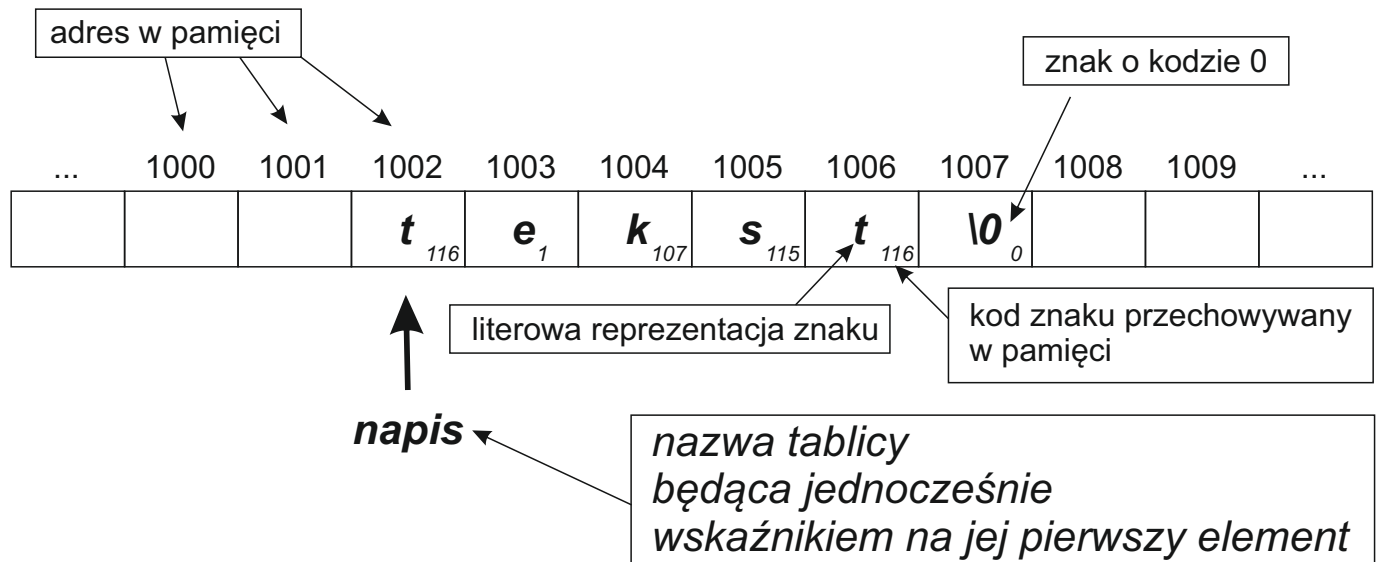 adres w pamięci
znak o kodzie 0
... 1000 1001 1002 1003 1004 1005 1006 1007 1008 1009 ...
t 116 e 1 k 107 s 115 t 116 \0 0
literowa reprezentacja znaku
kod znaku przechowywany
w pamięci
napis
nazwa tablicy
będąca jednocześnie
wskaźnikiem na jej pierwszy element